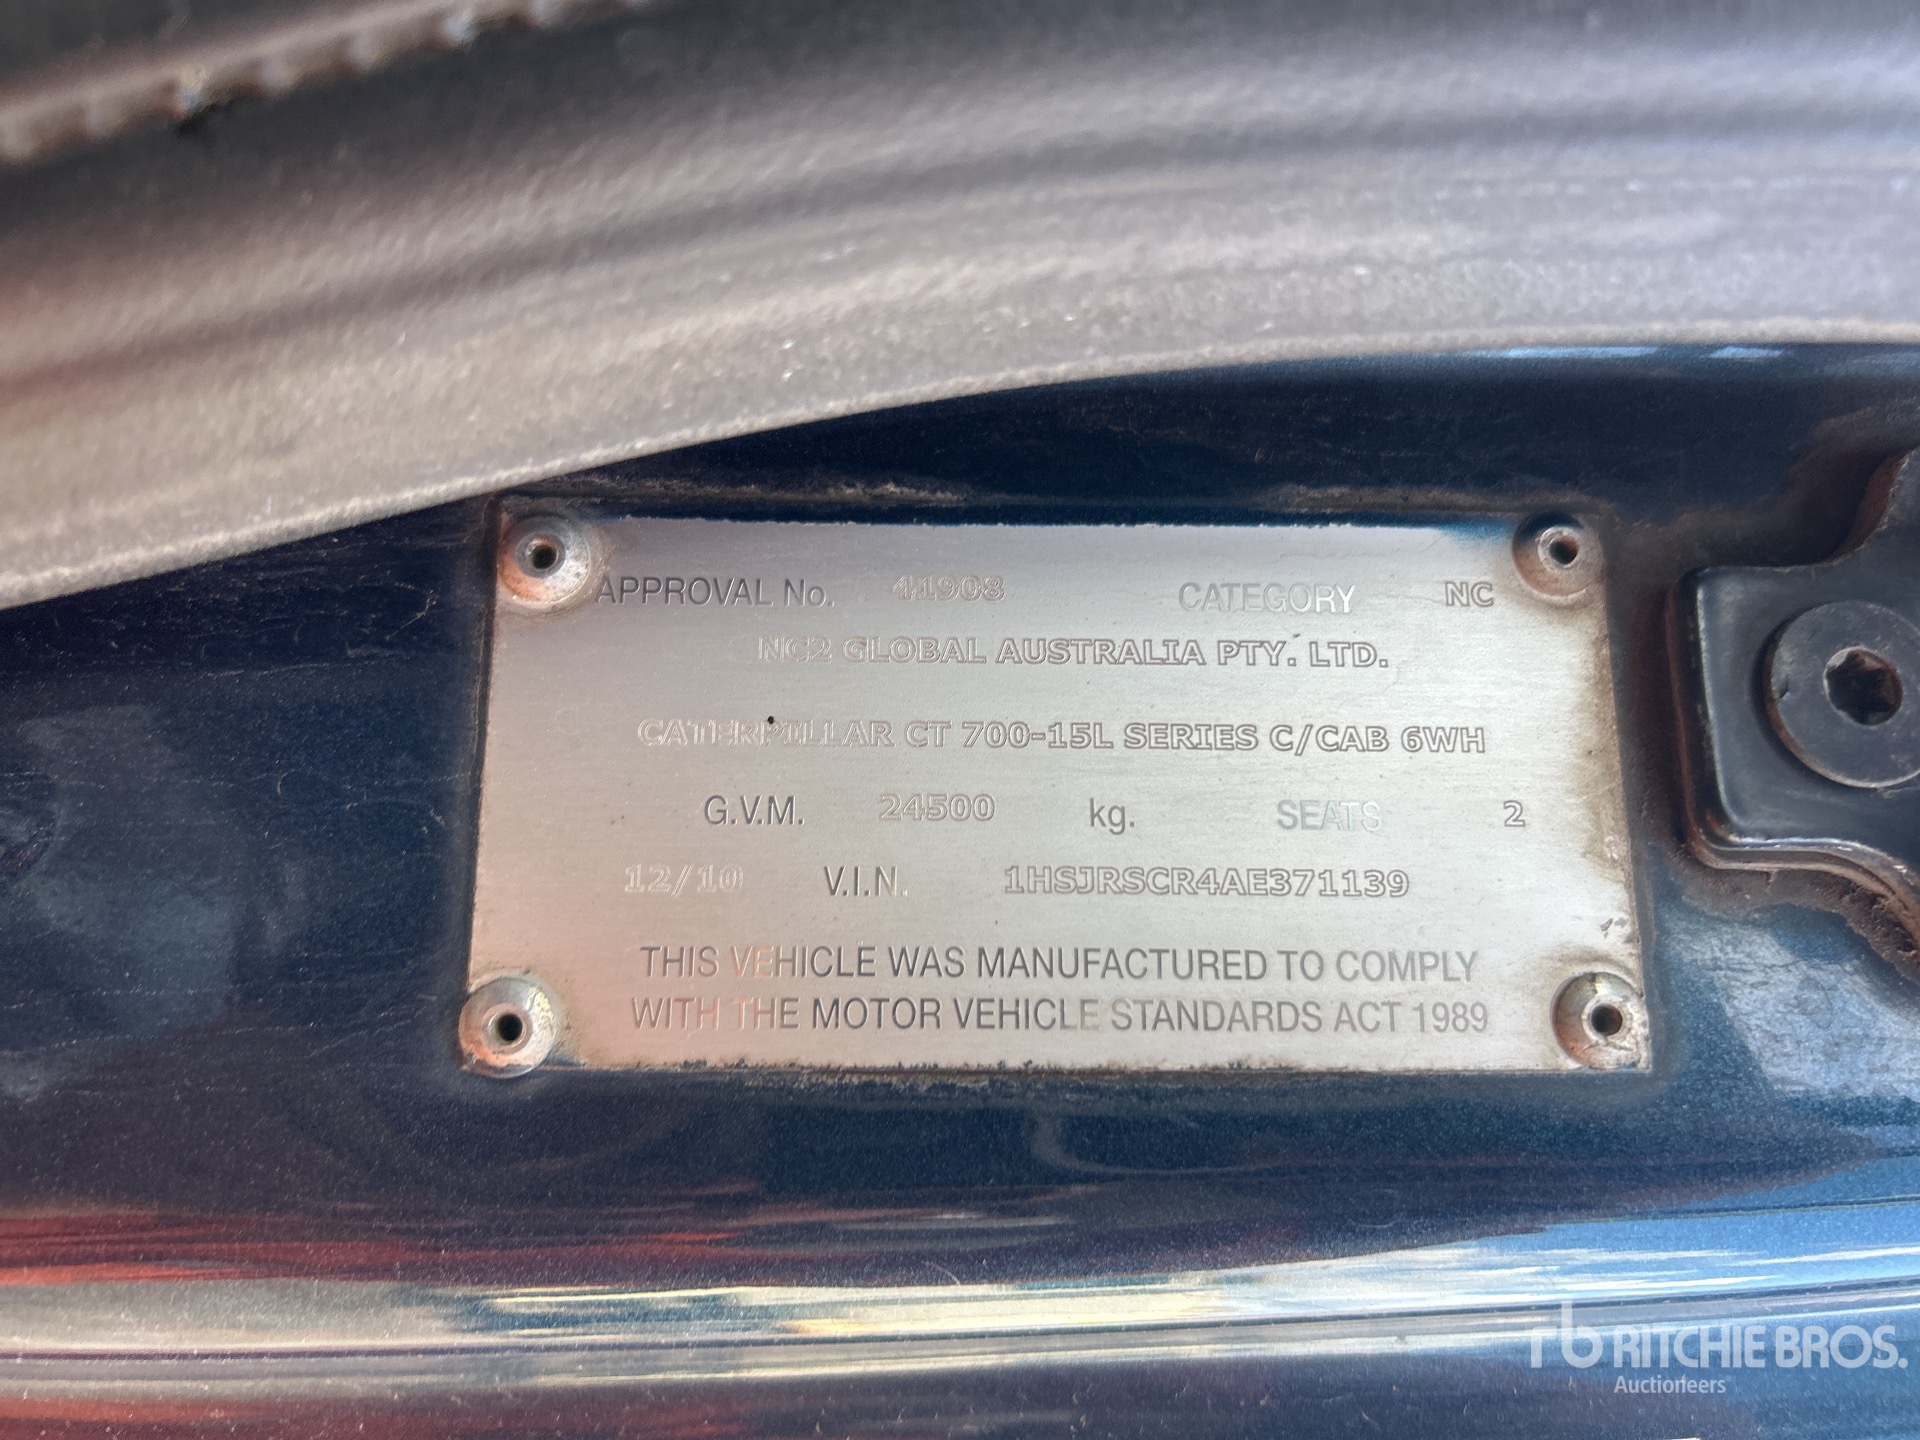 APPROVAL No. 41908 CATEGORY NC
NC2 GLOBAL AUSTRALIA PTY. LTD.
CATERPILLAR CT 700-15L SERIES C/CAB 6WH
G.V.M. 24500 kg. SEATS 2
12/10 V.I.N. 1HSJRSCR4AE371139
THIS VEHICLE WAS MANUFACTURED TO COMPLY
WITH THE MOTOR VEHICLE STANDARDS ACT 1989
rb RITCHIE BROS.
Auctioneers